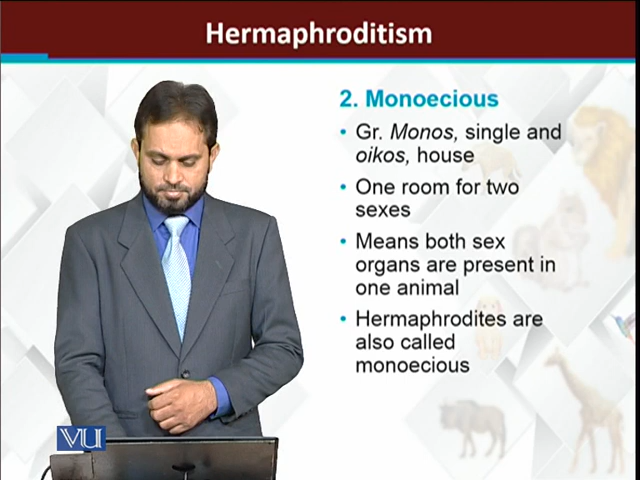 Hermaphroditism
2. Monoecious
• Gr. Monos, single and
oikos, house
• One room for two
sexes
• Means both sex
organs are present in
one animal
• Hermaphrodites are
also called
monoecious
VU